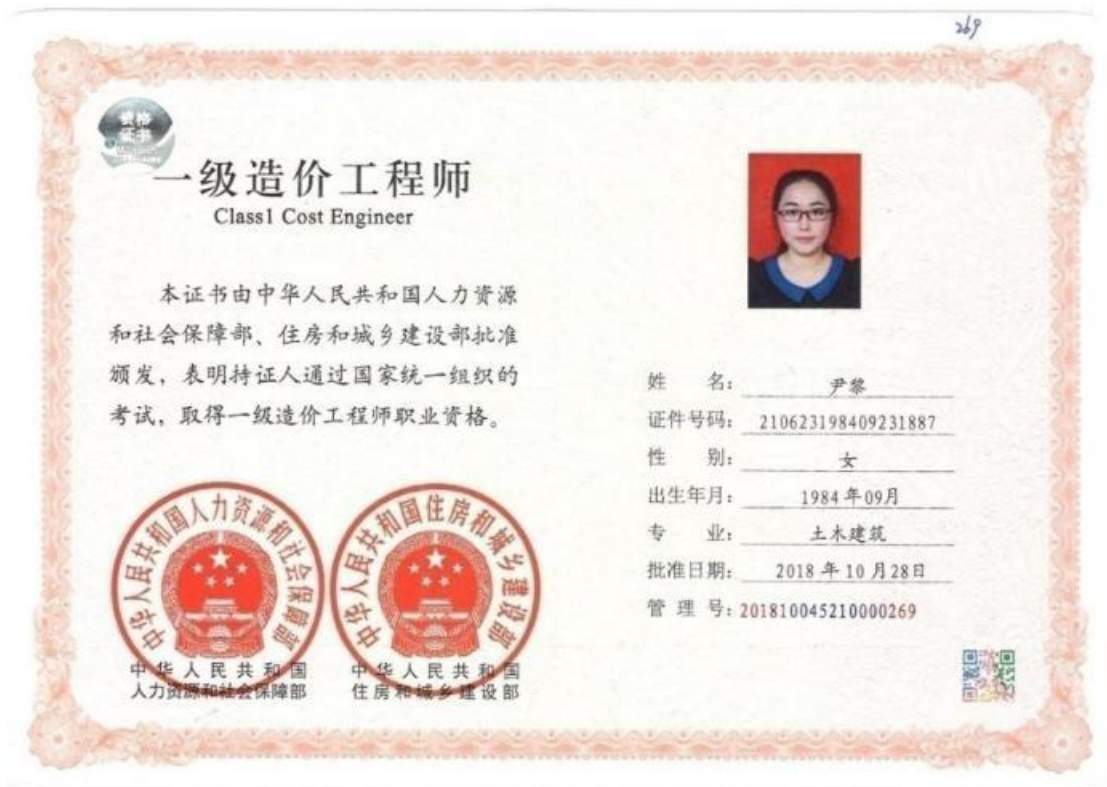 269
资格
证书
一级造价工程师
Class1 Cost Engineer
本证书由中华人民共和国人力资源
和社会保障部、住房和城乡建设部批准
颁发，表明持证人通过国家统一组织的
考试，取得一级造价工程师职业资格。
姓 名： 尹黎
证件号码： 210623198409231887
性 别： 女
出生年月： 1984年09月
专 业： 土木建筑
批准日期： 2018年10月28日
管 理 号： 201810045210000269
中华人民共和国人力资源和社会保障部
中华人民共和国住房和城乡建设部
中华人民共和国
人力资源和社会保障部
中华人民共和国
住房和城乡建设部